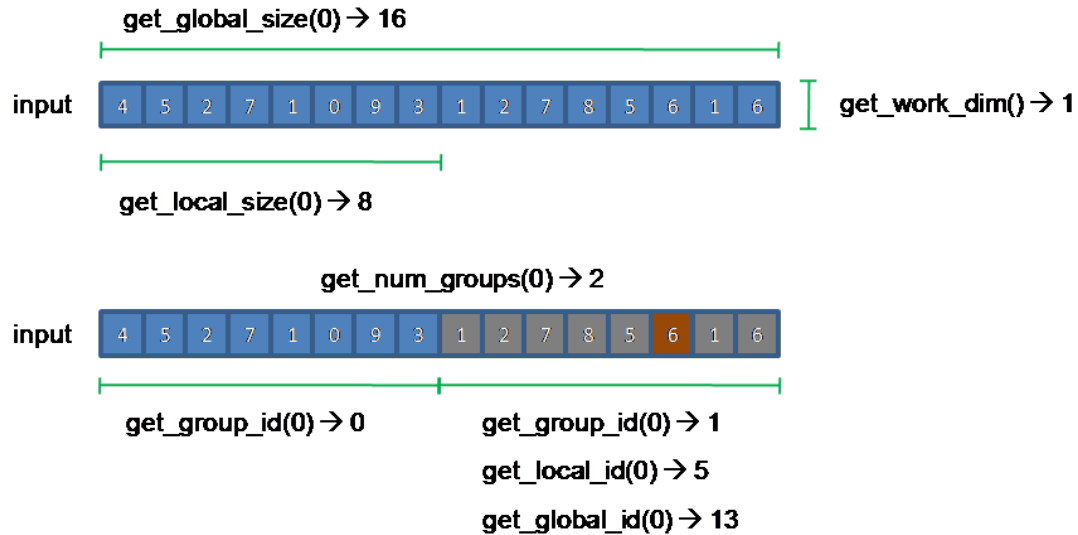 get_global_size(0) → 16
input 4 5 2 7 1 0 9 3 1 2 7 8 5 6 1 6 get_work_dim() → 1
get_local_size(0) → 8
get_num_groups(0) → 2
input 4 5 2 7 1 0 9 3 1 2 7 8 5 6 1 6
get_group_id(0) → 0 get_group_id(0) → 1
get_local_id(0) → 5
get_global_id(0) → 13